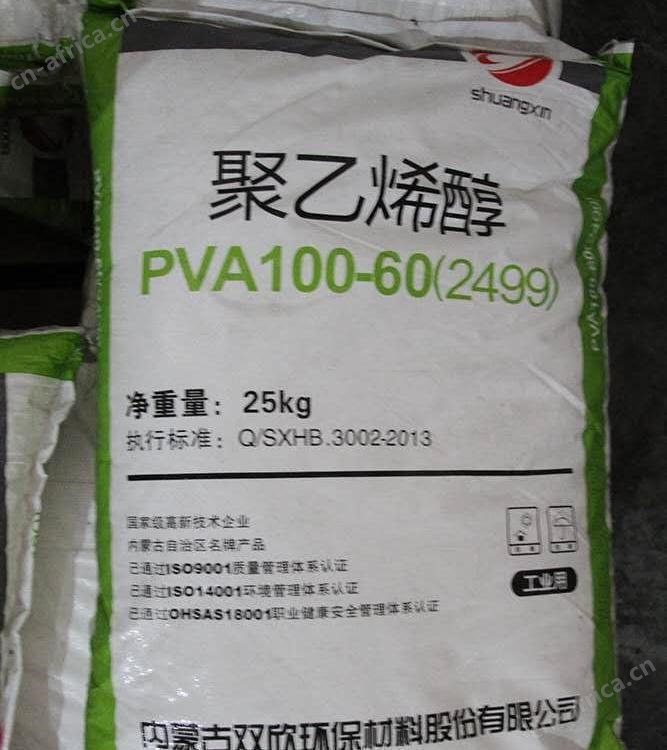 cn-africa.cn
shuangxin
聚乙烯醇
PVA100-60(2499)
净重量：25kg
执行标准：Q/SXHB.3002-2013
国家级高新技术企业
内蒙古自治区名牌产品
已通过ISO9001质量管理体系认证
已通过ISO14001环境管理体系认证
已通过OHSAS18001职业健康安全管理体系认证
工业用
内蒙古双欣环保材料股份有限公司
PVA100-60
africa.cn